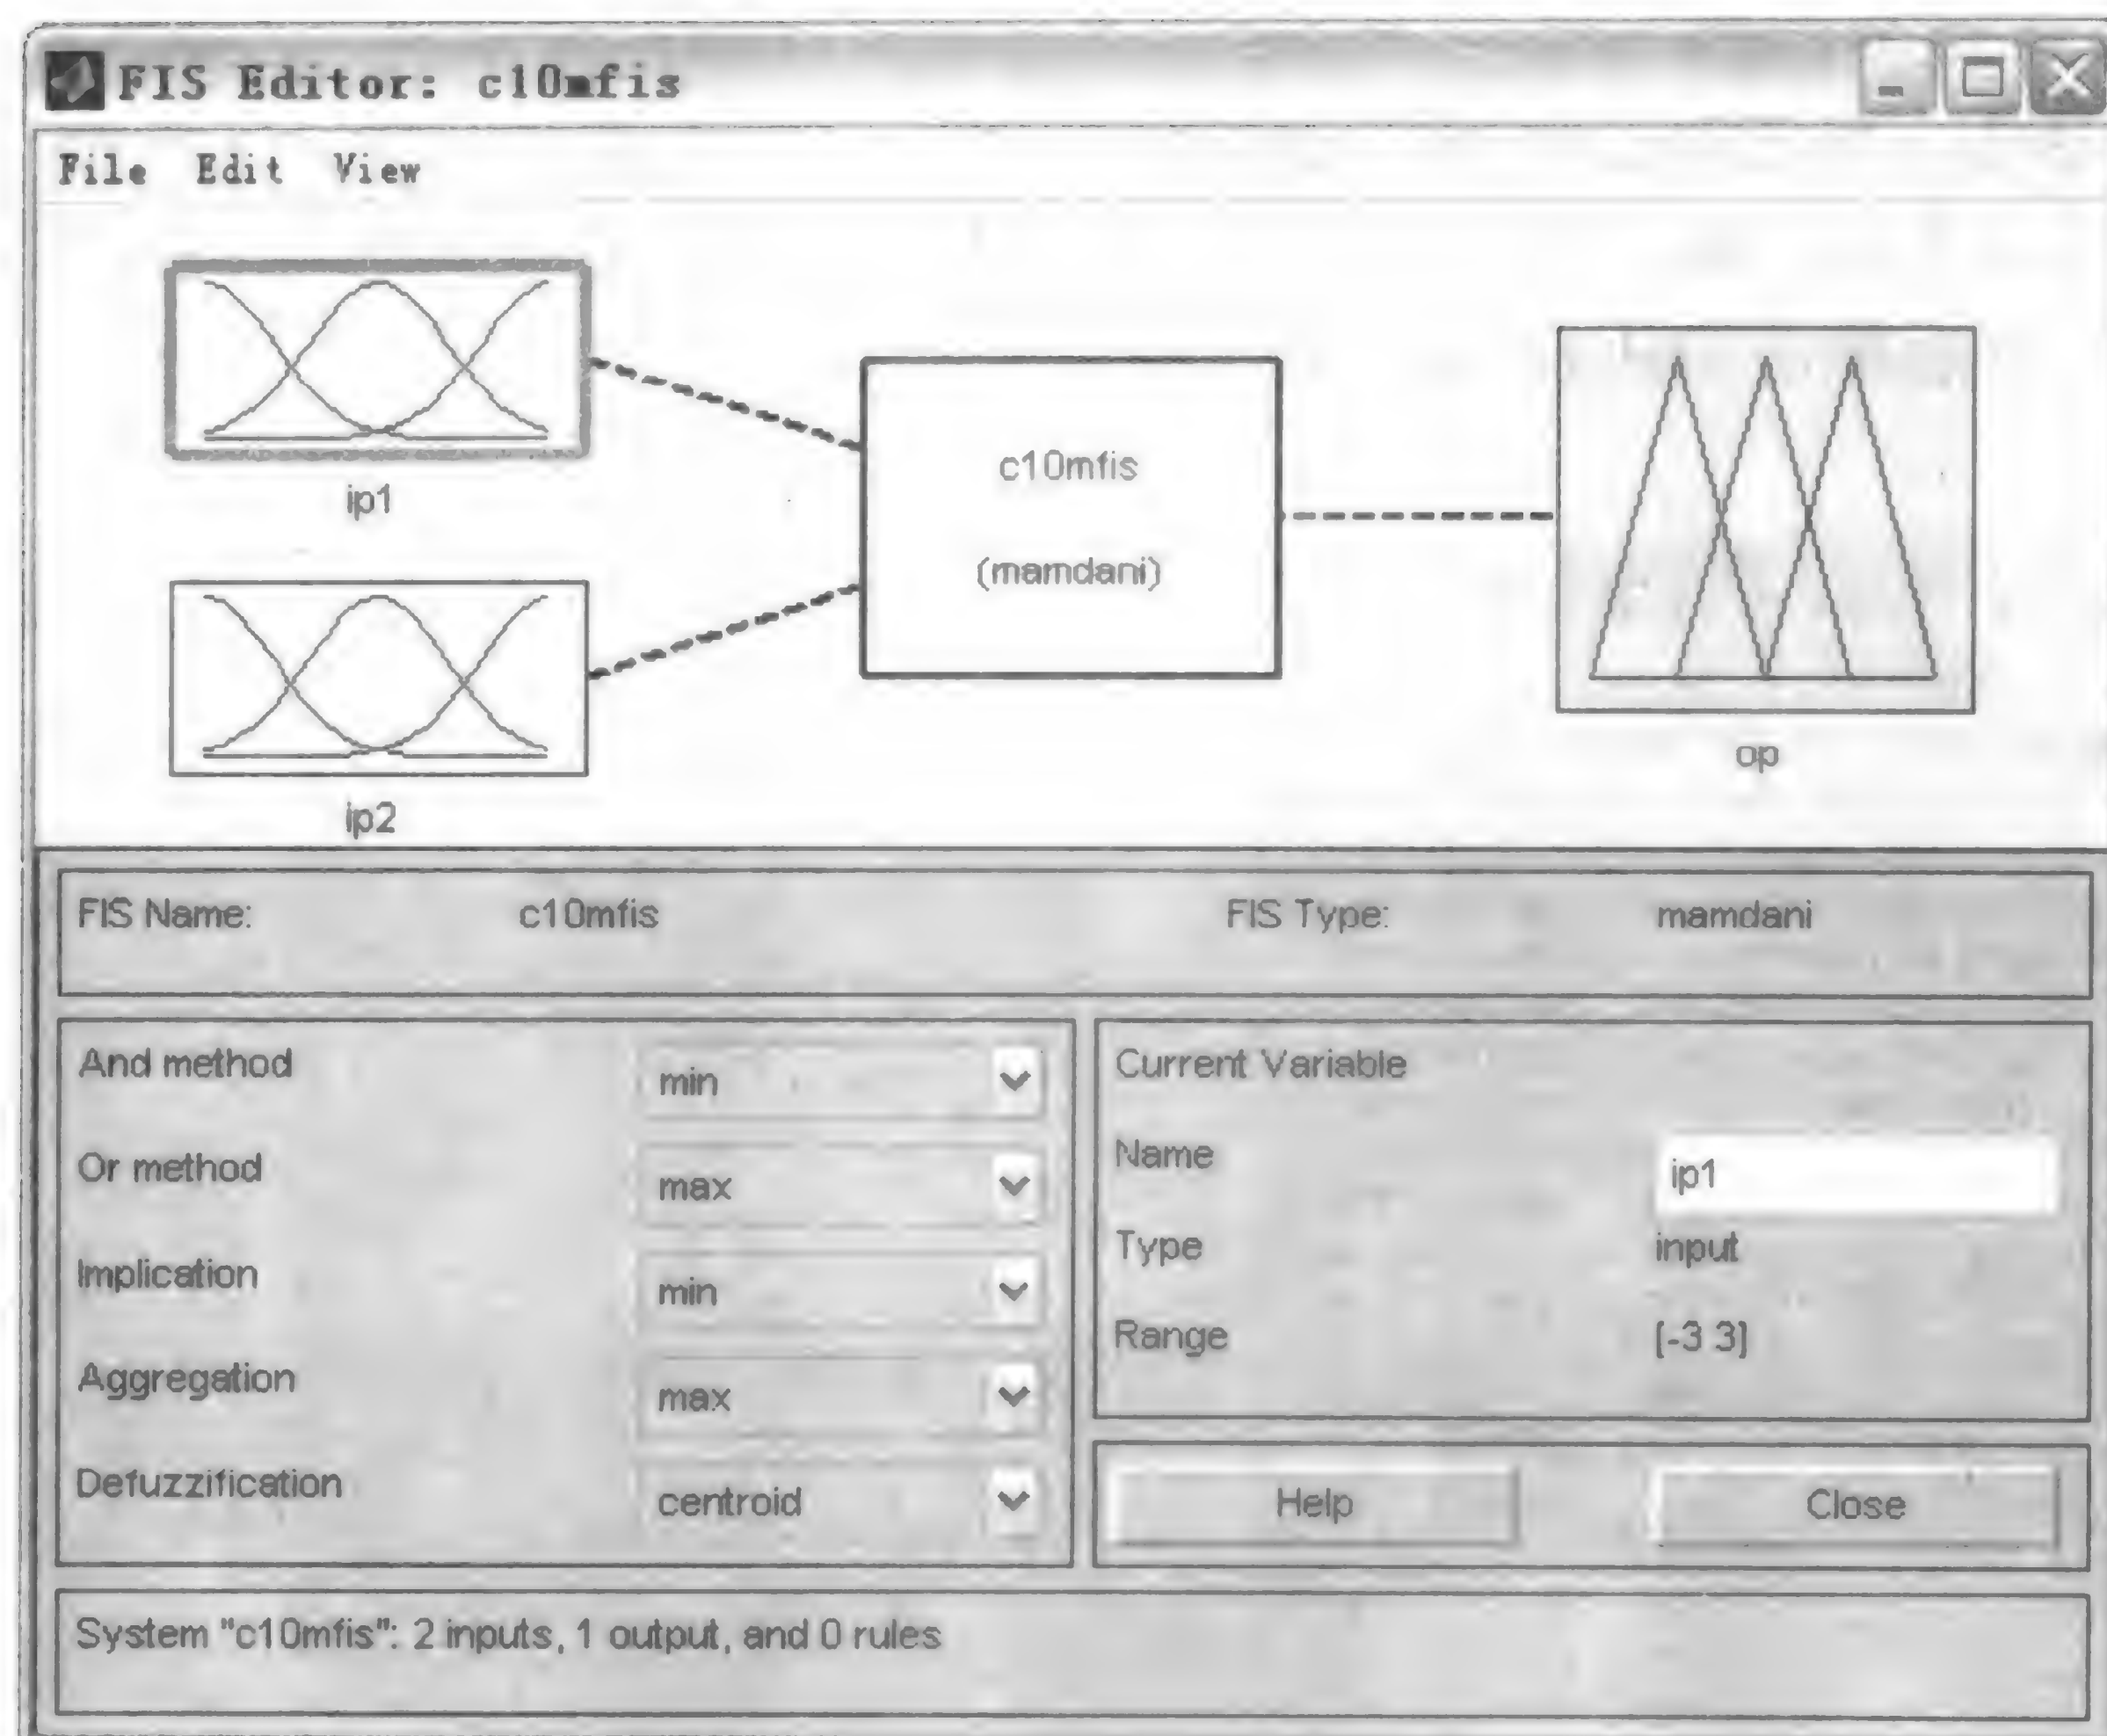 FIS Editor: c10mfis
File Edit View
ip1
c10mfis
(mamdani)
op
ip2
FIS Name: c10mfis FIS Type: mamdani
And method min
Or method max
Implication min
Aggregation max
Defuzzification centroid
Current Variable
Name ip1
Type input
Range [-3 3]
Help Close
System "c10mfis": 2 inputs, 1 output, and 0 rules